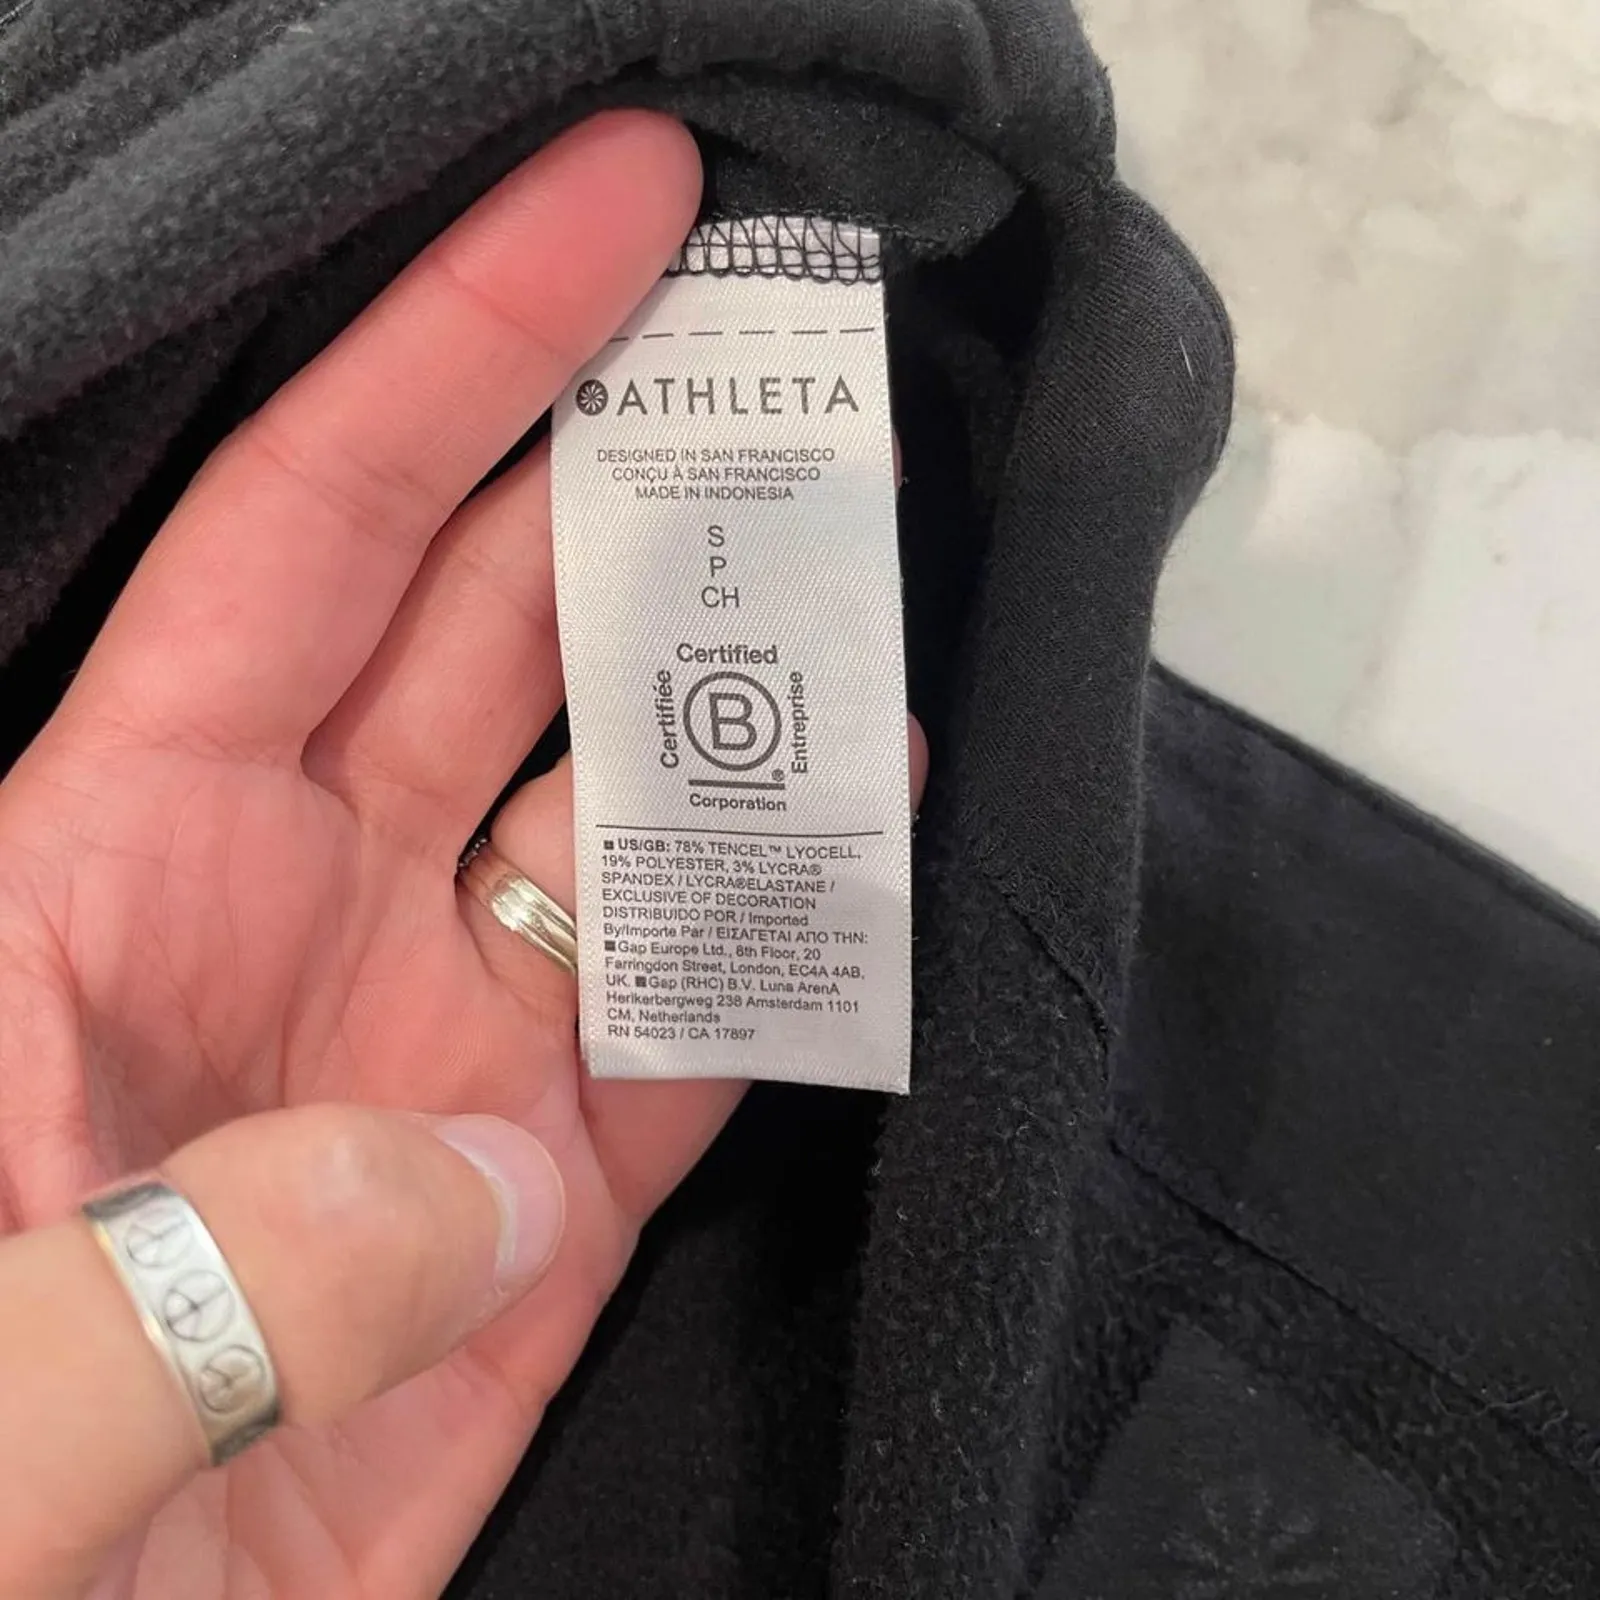 ATHLETA
DESIGNED IN SAN FRANCISCO
CONÇU À SAN FRANCISCO
MADE IN INDONESIA
S
P
CH
Certified
Certifiée
B
Entreprise
®
Corporation
US/GB: 78% TENCEL™ LYOCELL,
19% POLYESTER, 3% LYCRA®
SPANDEX / LYCRA®ELASTANE /
EXCLUSIVE OF DECORATION
DISTRIBUIDO POR / Imported
By/Importe Par / ΕΙΣΑΓΕΤΑΙ ΑΠΟ ΤΗΝ:
Gap Europe Ltd., 8th Floor, 20
Farringdon Street, London, EC4A 4AB,
UK. Gap (RHC) B.V. Luna ArenA
Herikerbergweg 238 Amsterdam 1101
CM, Netherlands
RN 54023 / CA 17897